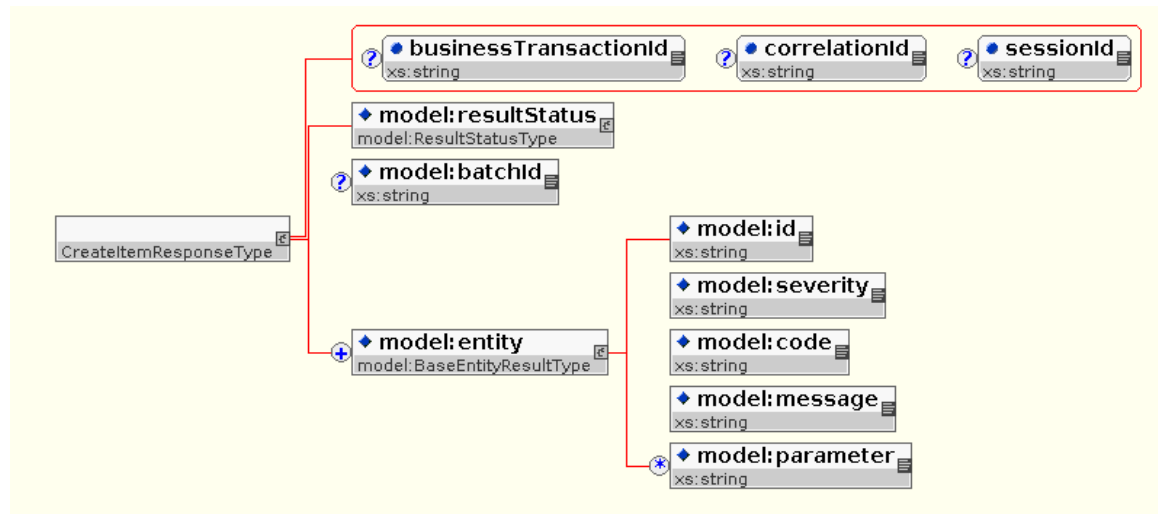 businessTransactionId
xs:string
correlationId
xs:string
sessionId
xs:string
model:resultStatus
model:ResultStatusType
model:batchId
xs:string
CreateItemResponseType
model:entity
model:BaseEntityResultType
model:id
xs:string
model:severity
xs:string
model:code
xs:string
model:message
xs:string
model:parameter
xs:string